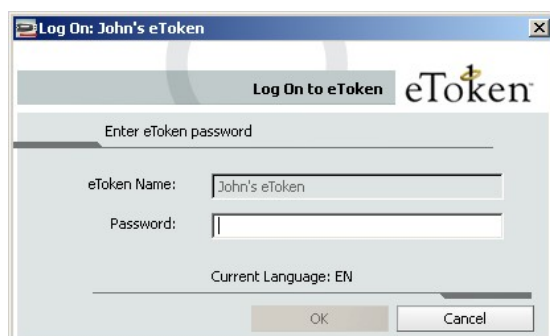 Log On: John's eToken
Log On to eToken
eToken
Enter eToken password
eToken Name: John's eToken
Password:
Current Language: EN
OK Cancel